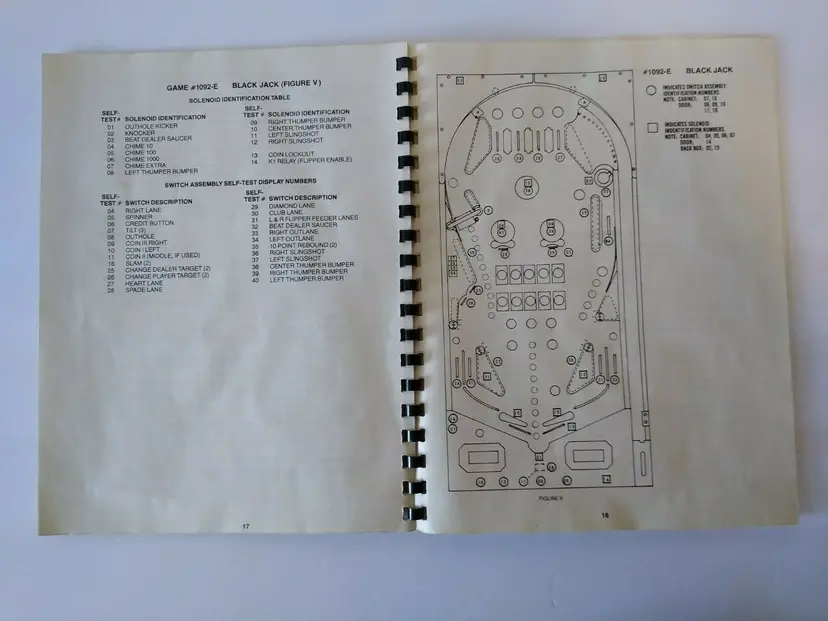 GAME #1092-E BLACK JACK (FIGURE V)
SOLENOID IDENTIFICATION TABLE
SELF-
TEST # SOLENOID IDENTIFICATION
01 OUTHOLE KICKER
02 KNOCKER
03 BEAT DEALER SAUCER
04 CHIME 10
05 CHIME 100
06 CHIME 1000
07 CHIME EXTRA
08 LEFT THUMPER BUMPER
SELF-
TEST # SOLENOID IDENTIFICATION
09 RIGHT THUMPER BUMPER
10 CENTER THUMPER BUMPER
11 LEFT SLINGSHOT
12 RIGHT SLINGSHOT
13 COIN LOCKOUT
14 K1 RELAY (FLIPPER ENABLE)
SWITCH ASSEMBLY SELF-TEST DISPLAY NUMBERS
SELF-
TEST # SWITCH DESCRIPTION
04 RIGHT LANE
05 SPINNER
06 CREDIT BUTTON
07 TILT (3)
08 OUTHOLE
09 COIN III RIGHT
10 COIN I LEFT
11 COIN II (MIDDLE, IF USED)
16 SLAM (2)
25 CHANGE DEALER TARGET (2)
26 CHANGE PLAYER TARGET (2)
27 HEART LANE
28 SPADE LANE
SELF-
TEST # SWITCH DESCRIPTION
29 DIAMOND LANE
30 CLUB LANE
31 L & R FLIPPER FEEDER LANES
32 BEAT DEALER SAUCER
33 RIGHT OUTLANE
34 LEFT OUTLANE
35 10 POINT REBOUND (2)
36 RIGHT SLINGSHOT
37 LEFT SLINGSHOT
38 CENTER THUMPER BUMPER
39 RIGHT THUMPER BUMPER
40 LEFT THUMPER BUMPER
17
#1092-E BLACK JACK
INDICATES SWITCH ASSEMBLY
IDENTIFICATION NUMBERS.
NOTE: CABINET: 07, 16
DOOR:
INDICATES SOLENOID
IDENTIFICATION NUMBERS.
NOTE: CABINET: 04, 05, 06, 07
DOOR: 14
BACK BOX: 02, 13
FIGURE V
18